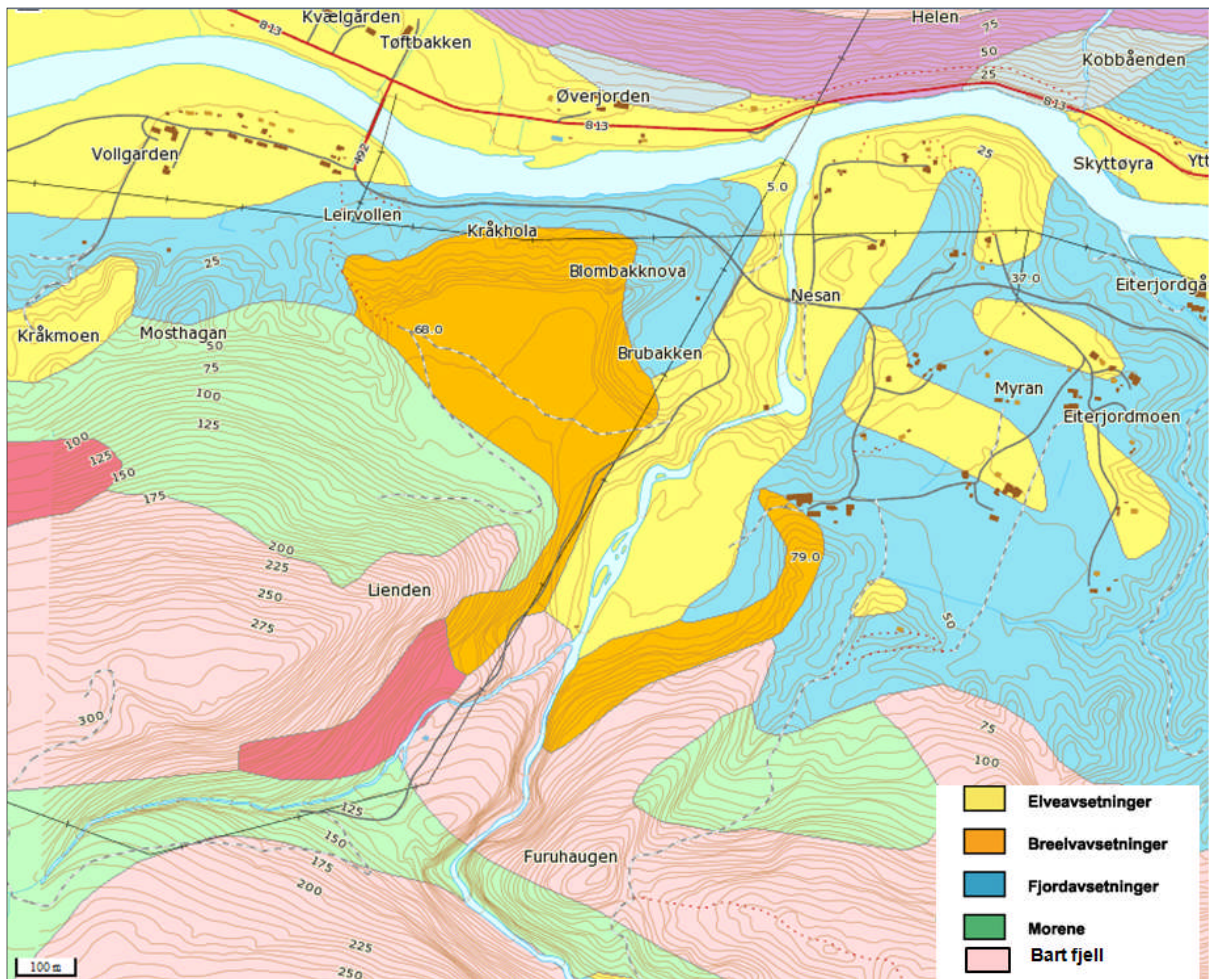 Kvælgården
Helen
813
Tøftbakken
75
50
Kobbåenden
25
Øverjorden
813
813
Vollgarden
492
25
Skyttøyra
Ytt
5.0
Leirvollen
Kråkhola
25
Blombakknova
37.0
Eiterjordgå
Nesan
Kråkmoen
Mosthagan
68.0
50
Brubakken
75
Myran
100
Eiterjordmoen
125
100
125
150
175
200
79.0
225
Lienden
250
50
275
300
75
100
125
150
175
Furuhaugen
200
225
250
100 m
Elveavsetninger
Breelvavsetninger
Fjordavsetninger
Morene
Bart fjell